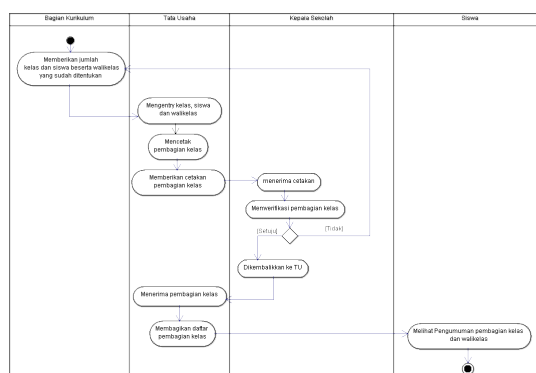 Bagian Kurikulum
Tata Usaha
Kepala Sekolah
Siswa
Memberikan jumlah
kelas dan siswa beserta walikelas
yang sudah ditentukan
Mengentry kelas, siswa
dan walikelas
Mencetak
pembagian kelas
Memberikan cetakan
pembagian kelas
menerima cetakan
Memverifikasi pembagian kelas
[Setuju]
[Tidak]
Dikembalikkan ke TU
Menerima pembagian kelas
Membagikan daftar
pembagian kelas
Melihat Pengumuman pembagian kelas
dan walikelas